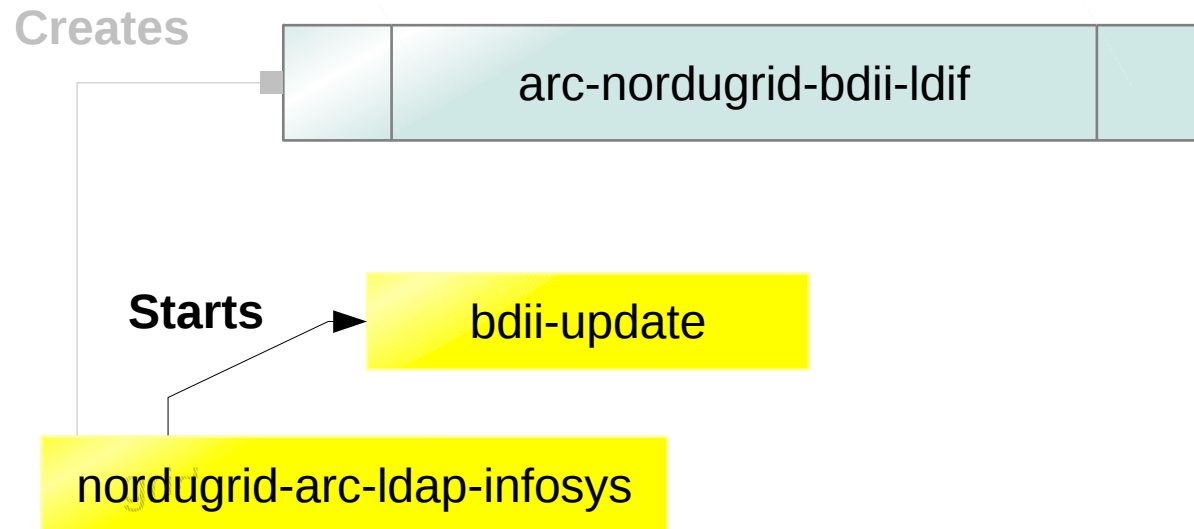 Creates
arc-nordugrid-bdii-ldif
Starts
bdii-update
nordugrid-arc-ldap-infosys